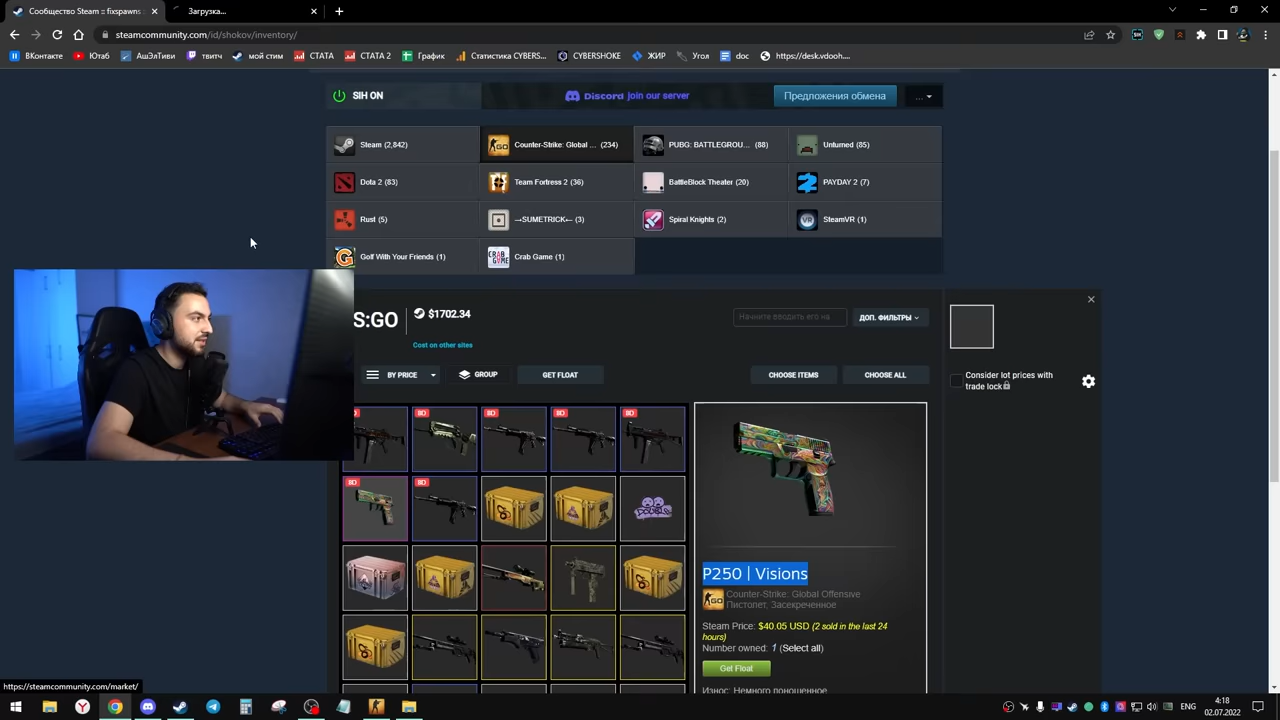 Сообщество Steam :: fixspawns
Загрузка...
steamcommunity.com/id/shokov/inventory/
ВКонтакте
Ютаб
АшЭлТиви
твитч
мой стим
СТАТА
СТАТА 2
График
Статистика CYBERS...
CYBERSHOKE
ЖИР
Угол
doc
https://desk.vdooh....
SIH ON
Discord join our server
Предложения обмена
...
Steam (2,842)
Counter-Strike: Global ... (234)
PUBG: BATTLEGROU... (88)
Unturned (85)
Dota 2 (83)
Team Fortress 2 (36)
BattleBlock Theater (20)
PAYDAY 2 (7)
Rust (5)
→SUMETRICK← (3)
Spiral Knights (2)
SteamVR (1)
Golf With Your Friends (1)
Crab Game (1)
S:GO
$1702.34
Начните вводить его на
ДОП. ФИЛЬТРЫ
Cost on other sites
BY PRICE
GROUP
GET FLOAT
CHOOSE ITEMS
CHOOSE ALL
Consider lot prices with
trade lock
8D
8D
8D
8D
8D
8D
P250 | Visions
Counter-Strike: Global Offensive
Пистолет, Засекреченное
Steam Price: $40.05 USD (2 sold in the last 24
hours)
Number owned: 1 (Select all)
Get Float
Износ: Немного поношенное
https://steamcommunity.com/market/
ENG
4:18
02.07.2022